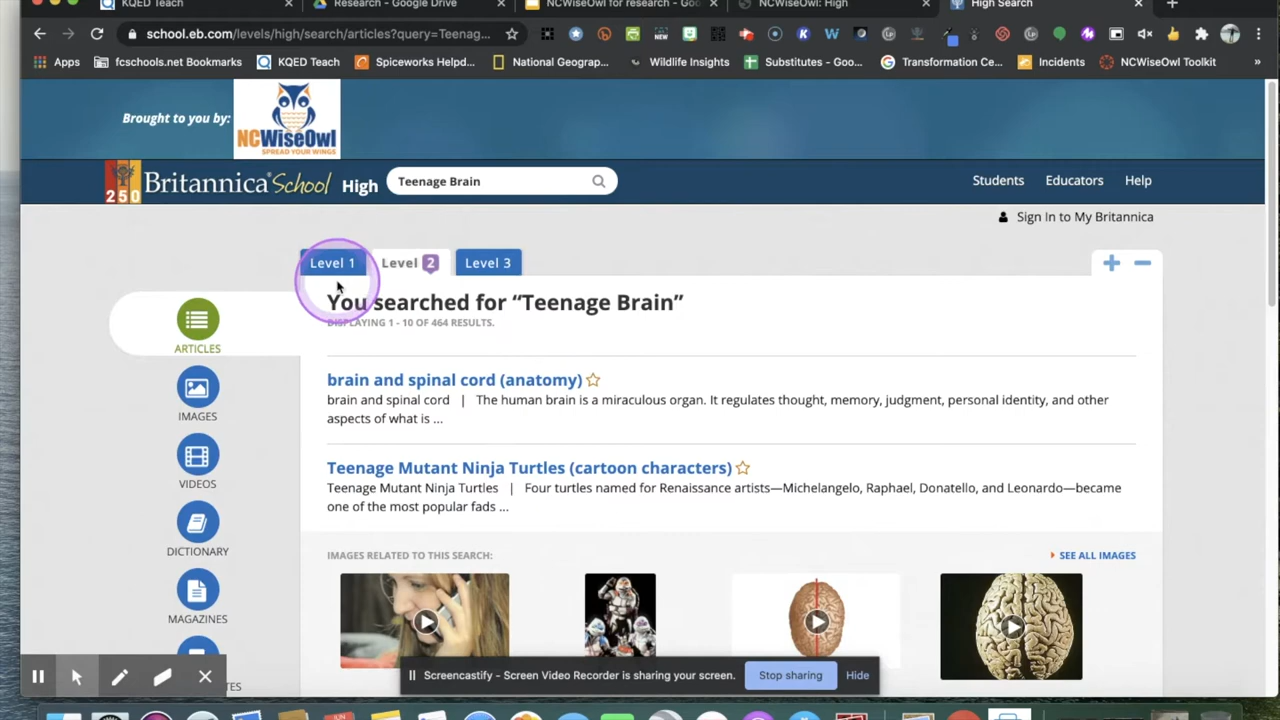 KQED Teach
Research - Google Drive
NCWiseOwl for research - Goo
NCWiseOwl: High
High Search
school.eb.com/levels/high/search/articles?query=Teenag...
Apps
fcschools.net Bookmarks
KQED Teach
Spiceworks Helpd...
National Geograp...
Wildlife Insights
Substitutes - Goo...
Transformation Ce...
Incidents
NCWiseOwl Toolkit
»
Brought to you by:
NCWiseOwl
SPREAD YOUR WINGS
250
Britannica School High
Teenage Brain
Students
Educators
Help
Sign In to My Britannica
Level 1
Level 2
Level 3
You searched for “Teenage Brain”
DISPLAYING 1 - 10 OF 464 RESULTS.
ARTICLES
IMAGES
VIDEOS
DICTIONARY
MAGAZINES
brain and spinal cord (anatomy)
brain and spinal cord | The human brain is a miraculous organ. It regulates thought, memory, judgment, personal identity, and other
aspects of what is ...
Teenage Mutant Ninja Turtles (cartoon characters)
Teenage Mutant Ninja Turtles | Four turtles named for Renaissance artists—Michelangelo, Raphael, Donatello, and Leonardo—became
one of the most popular fads ...
IMAGES RELATED TO THIS SEARCH:
SEE ALL IMAGES
Screencastify - Screen Video Recorder is sharing your screen.
Stop sharing
Hide